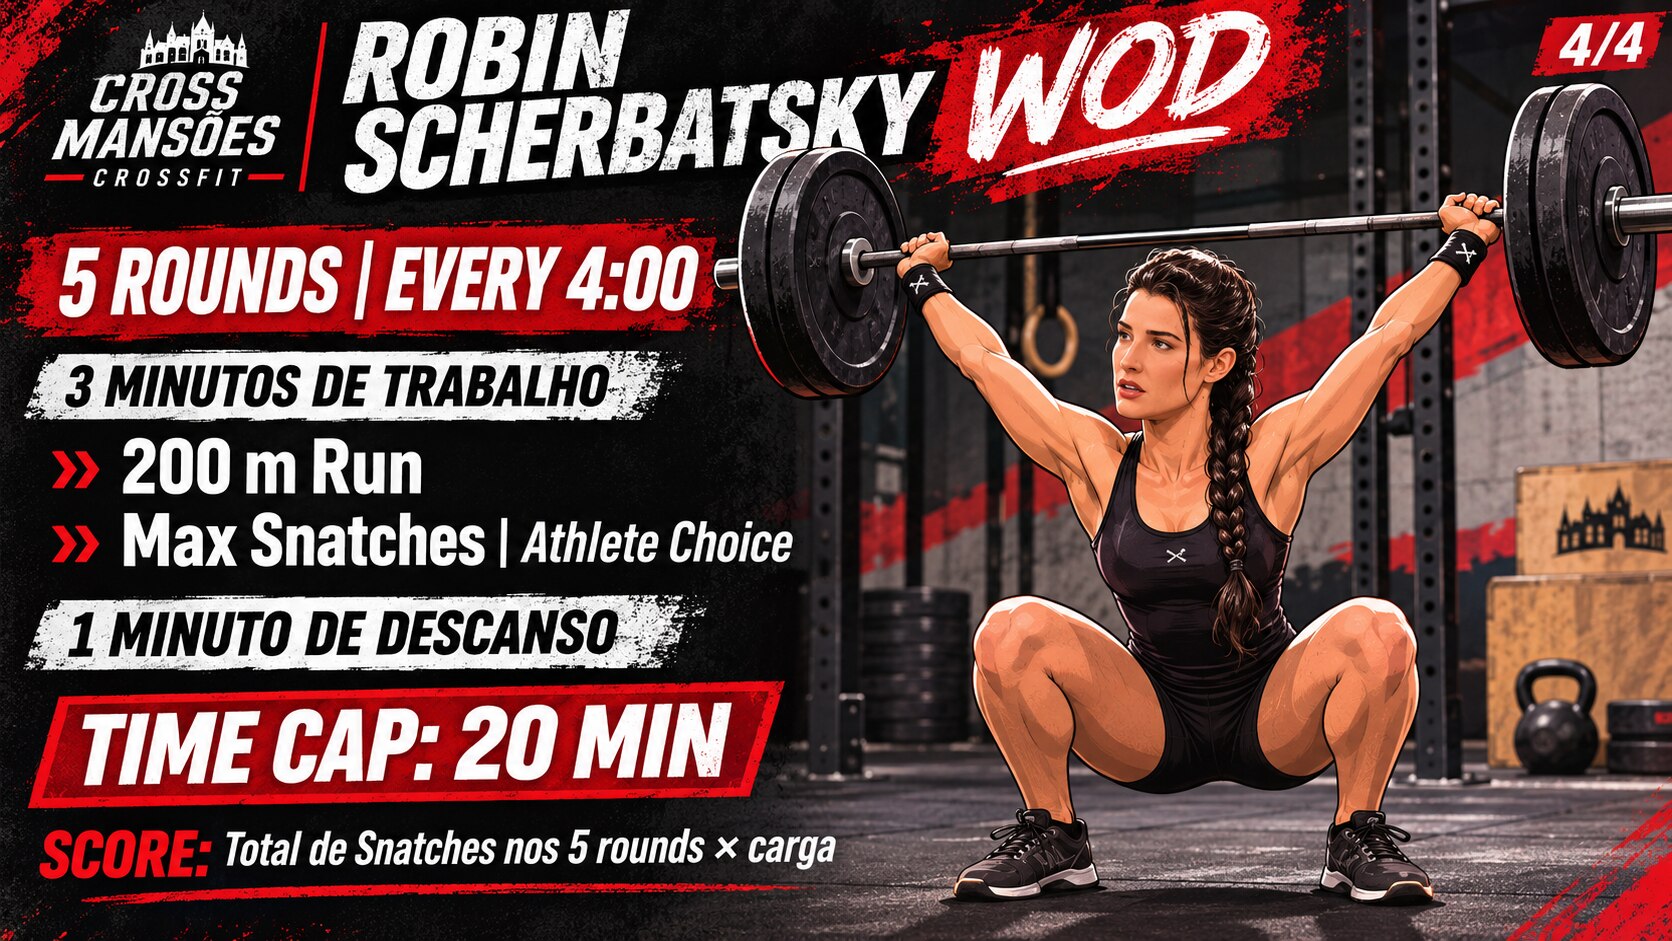 CROSS
MANSÕES
CROSSFIT
ROBIN
SCHERBATSKY
WOD
4/4
5 ROUNDS | EVERY 4:00
3 MINUTOS DE TRABALHO
>> 200 m Run
>> Max Snatches | Athlete Choice
1 MINUTO DE DESCANSO
TIME CAP: 20 MIN
SCORE: Total de Snatches nos 5 rounds × carga